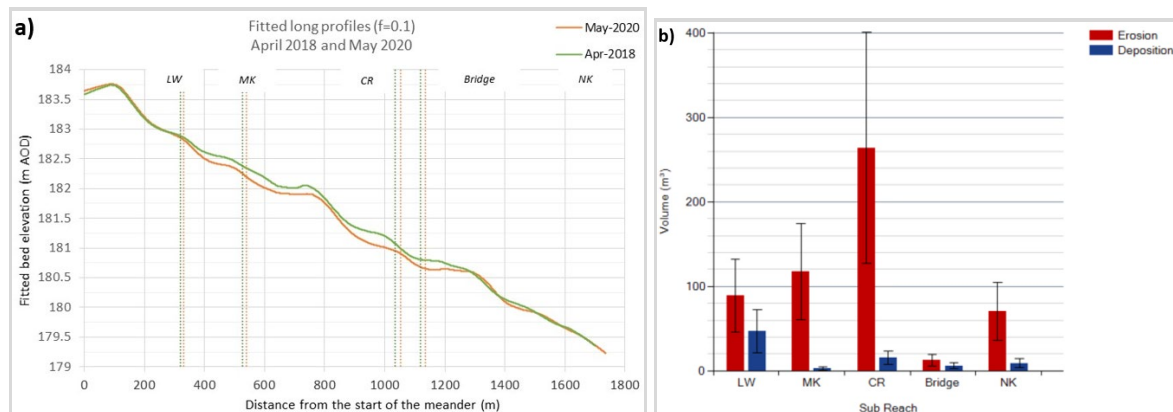 a)
Fitted long profiles (f=0.1)
April 2018 and May 2020
May-2020
Apr-2018
LW MK CR Bridge NK
Fitted bed elevation (m AOD)
184
183.5
183
182.5
182
181.5
181
180.5
180
179.5
179
0 200 400 600 800 1000 1200 1400 1600 1800
Distance from the start of the meander (m)
b)
Erosion
Deposition
Volume (m³)
400
300
200
100
0
LW MK CR Bridge NK
Sub Reach